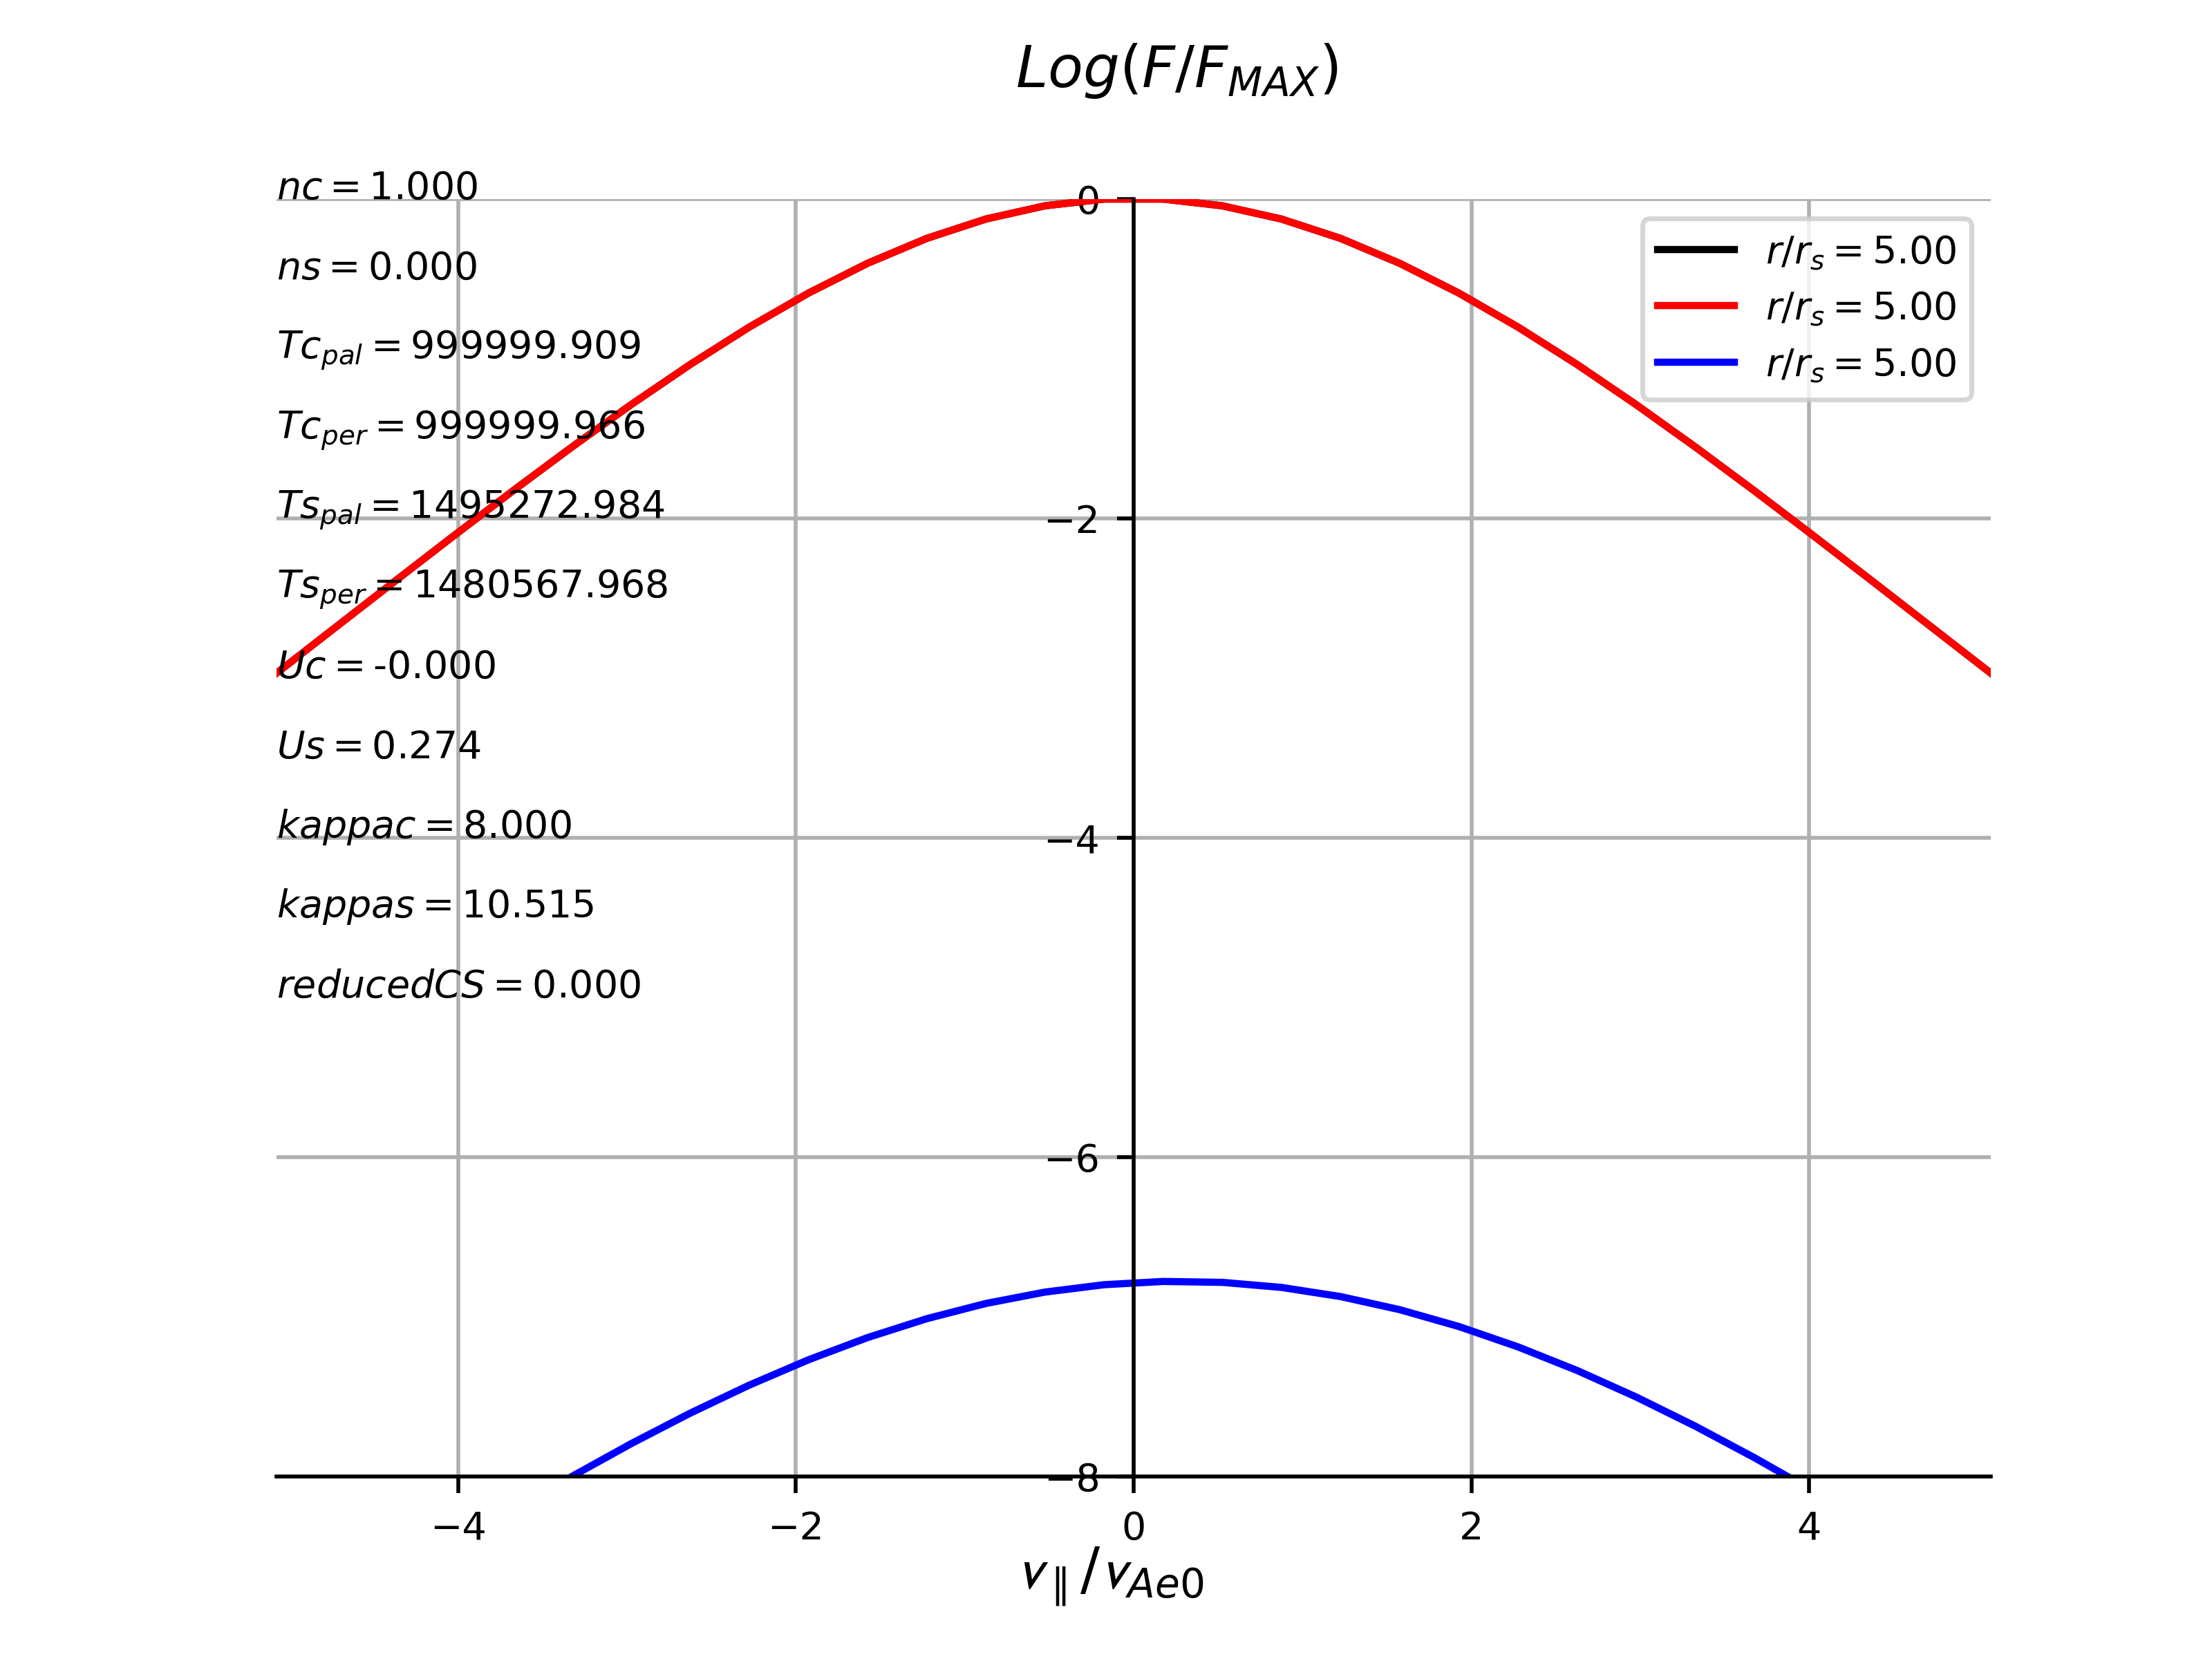 Log(F/F_MAX)
nc = 1.000
ns = 0.000
Tc_pal = 999999.909
Tc_per = 999999.966
Ts_pal = 1495272.984
Ts_per = 1480567.968
Uc = -0.000
Us = 0.274
kappac = 8.000
kappas = 10.515
reducedCS = 0.000
0
−2
−4
−6
−8
r/r_s = 5.00
r/r_s = 5.00
r/r_s = 5.00
−4 −2 0 2 4
v_∥/v_Ae0